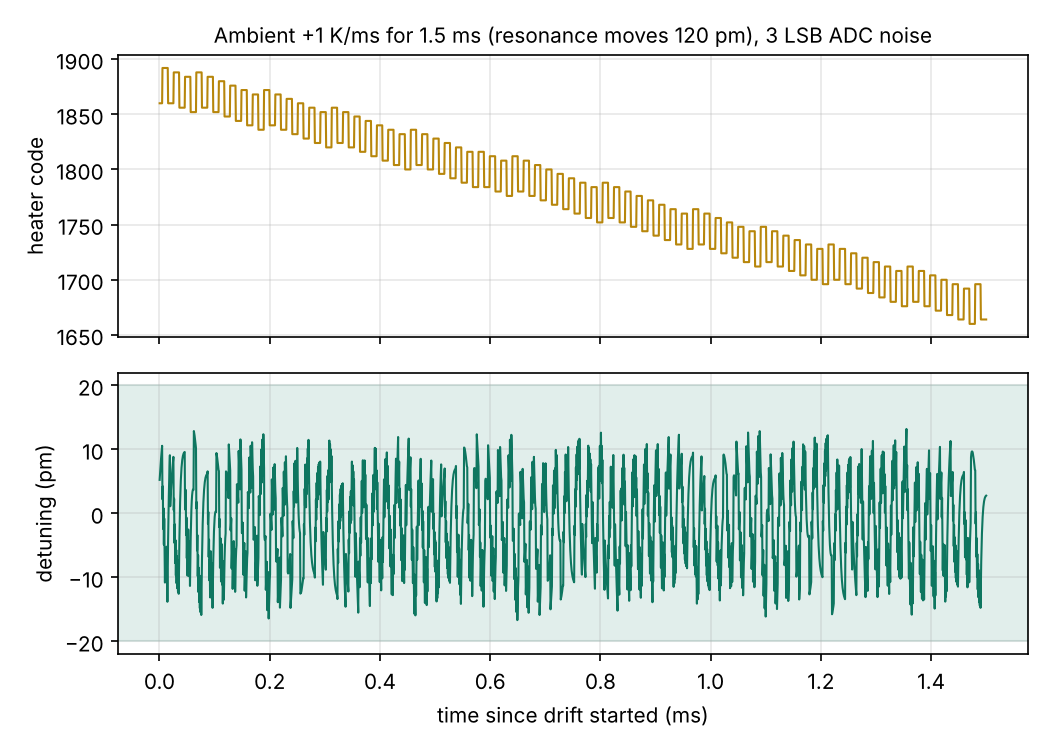 Ambient +1 K/ms for 1.5 ms (resonance moves 120 pm), 3 LSB ADC noise
heater code
1900
1850
1800
1750
1700
1650
detuning (pm)
20
10
0
−10
−20
0.0 0.2 0.4 0.6 0.8 1.0 1.2 1.4
time since drift started (ms)